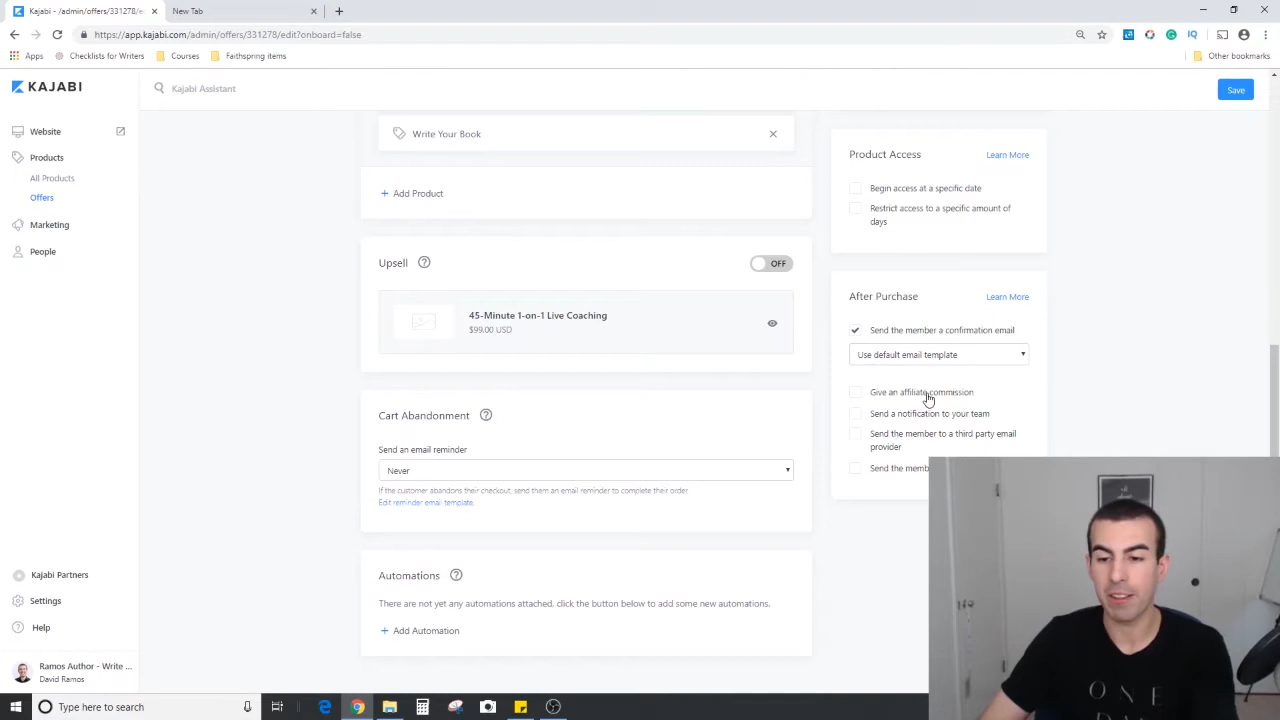 Kajabi - /admin/offers/331278/edit
New Tab
https://app.kajabi.com/admin/offers/331278/edit?onboard=false
Apps
Checklists for Writers
Courses
Faithspring items
Other bookmarks
KAJABI
Kajabi Assistant
Save
Website
Products
All Products
Offers
Marketing
People
Kajabi Partners
Settings
Help
Ramos Author - Write ...
David Ramos
Write Your Book
+ Add Product
Upsell
OFF
45-Minute 1-on-1 Live Coaching
$99.00 USD
Cart Abandonment
Send an email reminder
Never
If the customer abandons their checkout, send them an email reminder to complete their order.
Edit reminder email template.
Automations
There are not yet any automations attached, click the button below to add some new automations.
+ Add Automation
Product Access
Learn More
Begin access at a specific date
Restrict access to a specific amount of
days
After Purchase
Learn More
Send the member a confirmation email
Use default email template
Give an affiliate commission
Send a notification to your team
Send the member to a third party email
provider
Send the memb
ONE
Type here to search